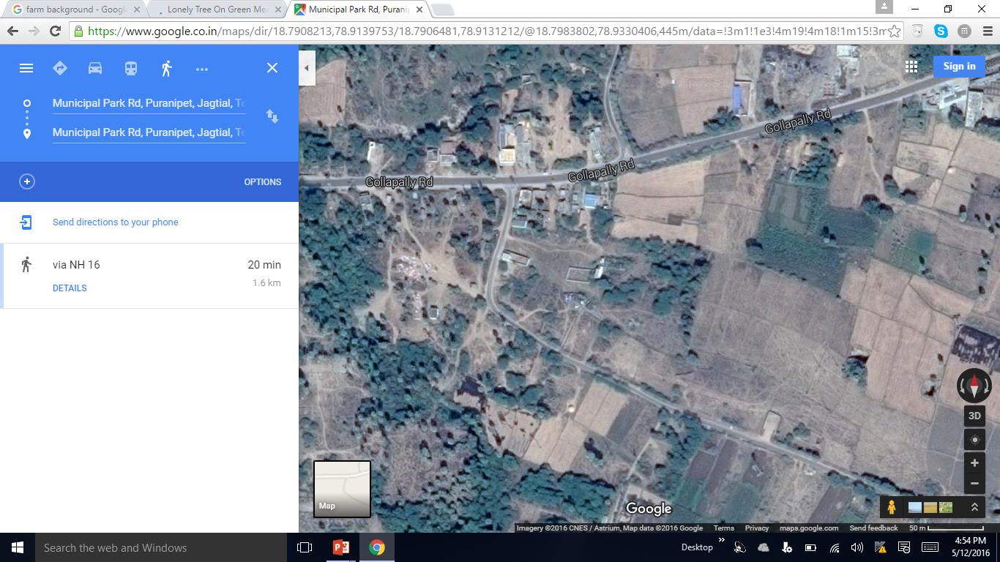 farm background - Google
Lonely Tree On Green Mea
Municipal Park Rd, Puranip
https://www.google.co.in/maps/dir/18.7908213,78.9139753/18.7906481,78.9131212/@18.7983802,78.9330406,445m/data=!3m1!1e3!4m19!4m18!1m15!3m
Municipal Park Rd, Puranipet, Jagtial, Te
Municipal Park Rd, Puranipet, Jagtial, Te
OPTIONS
Send directions to your phone
via NH 16 20 min
1.6 km
DETAILS
Sign in
Gollapally Rd
Gollapally Rd
Gollapally Rd
3D
Map
Google
Imagery ©2016 CNES / Astrium, Map data ©2016 Google Terms Privacy maps.google.com Send feedback 50 m
Search the web and Windows
Desktop
4:54 PM
5/12/2016